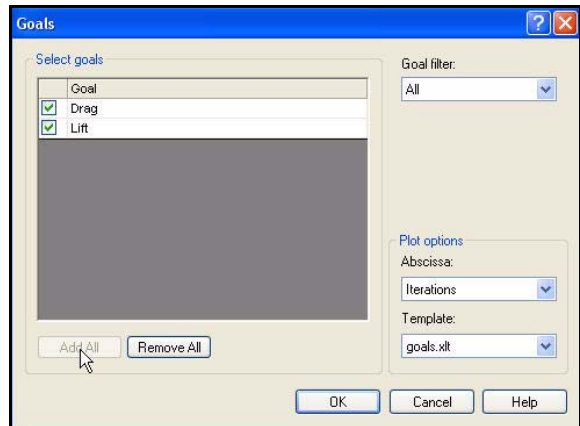 Goals
Select goals
Goal
Drag
Lift
Add All
Remove All
Goal filter:
All
Plot options
Abscissa:
Iterations
Template:
goals.xlt
OK
Cancel
Help